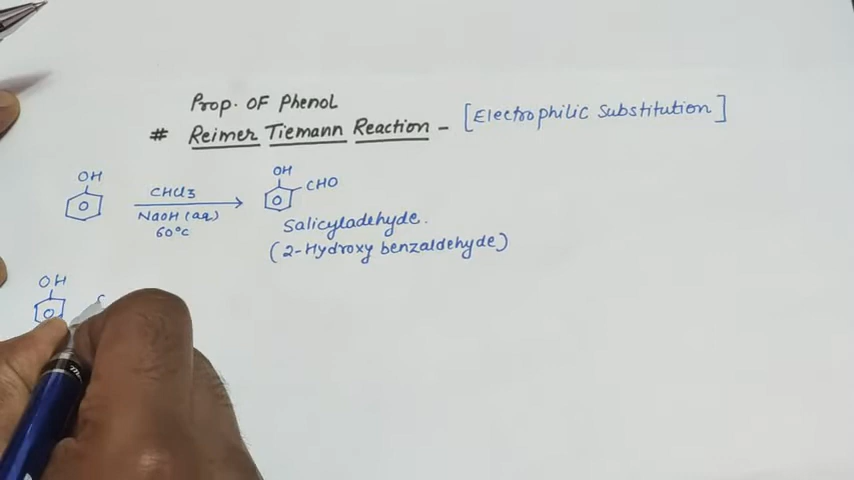 Prop. OF Phenol
# Reimer Tiemann Reaction - [Electrophilic Substitution]
OH
CHCl3
NaOH (aq)
60°C
OH
CHO
Salicyladehyde.
(2-Hydroxy benzaldehyde)
OH